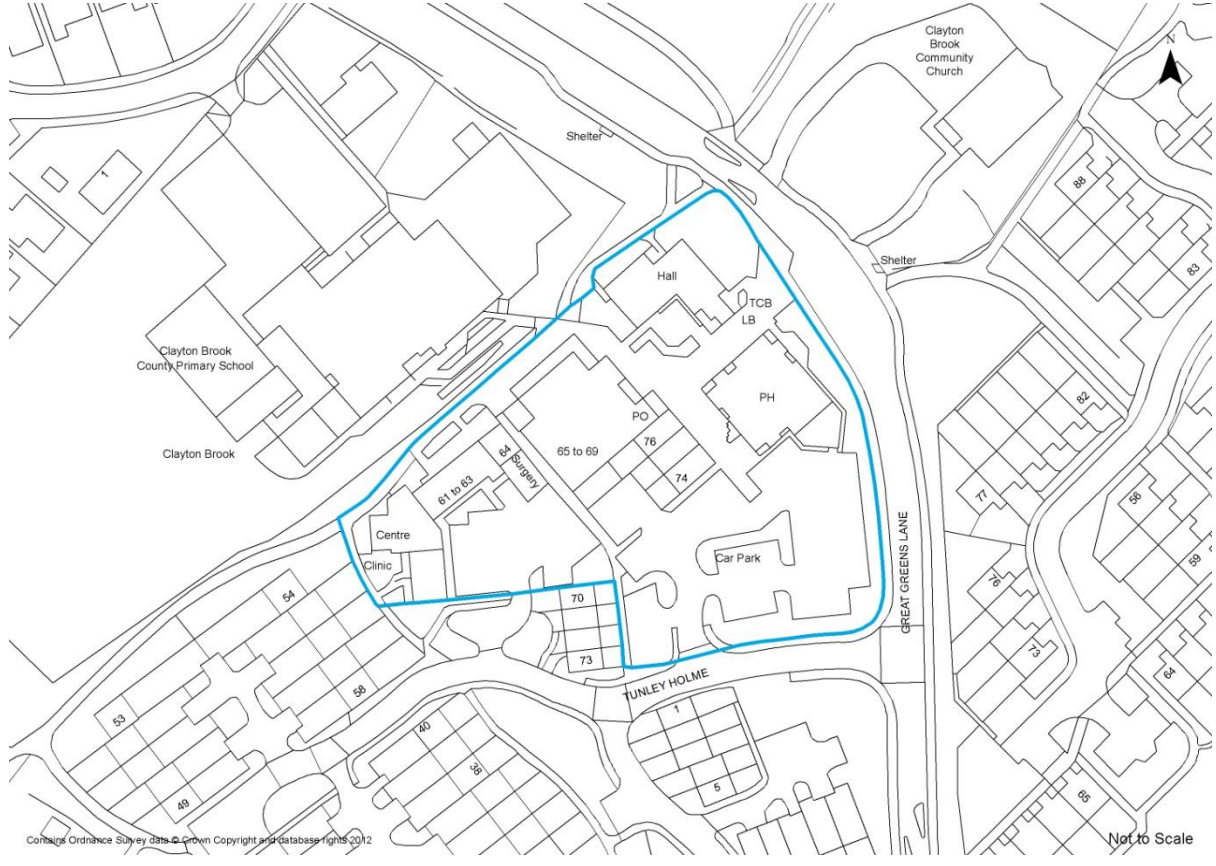 Clayton
Brook
Community
Church
N
Shelter
1
88
Hall
Shelter
83
TCB
LB
Clayton Brook
County Primary School
PH
82
PO
76
Clayton Brook
64
Surgery
65 to 69
74
61 to 63
77
56
Centre
Car Park
Clinic
59
GREAT GREENS LANE
54
70
76
73
73
58
64
TUNLEY HOLME
53
1
40
38
5
49
65
Contains Ordnance Survey data © Crown Copyright and database rights 2012
Not to Scale